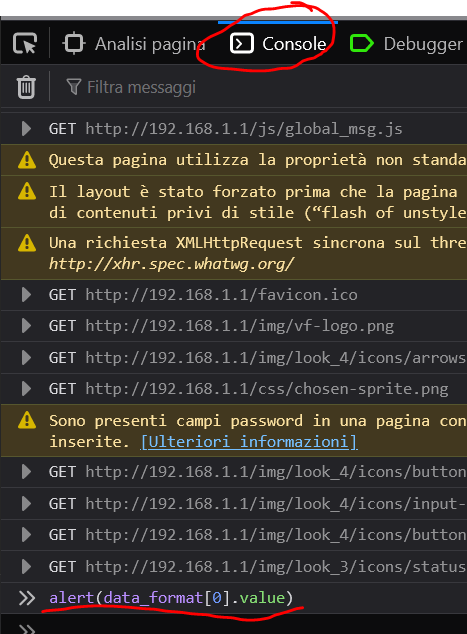 Analisi pagina Console Debugger
Filtra messaggi
GET http://192.168.1.1/js/global_msg.js
Questa pagina utilizza la proprietà non standa
Il layout è stato forzato prima che la pagina
di contenuti privi di stile (“flash of unstyle
Una richiesta XMLHttpRequest sincrona sul thre
http://xhr.spec.whatwg.org/
GET http://192.168.1.1/favicon.ico
GET http://192.168.1.1/img/vf-logo.png
GET http://192.168.1.1/img/look_4/icons/arrows
GET http://192.168.1.1/css/chosen-sprite.png
Sono presenti campi password in una pagina con
inserite. [Ulteriori informazioni]
GET http://192.168.1.1/img/look_4/icons/button
GET http://192.168.1.1/img/look_4/icons/input-
GET http://192.168.1.1/img/look_4/icons/button
GET http://192.168.1.1/img/look_3/icons/status
alert(data_format[0].value)